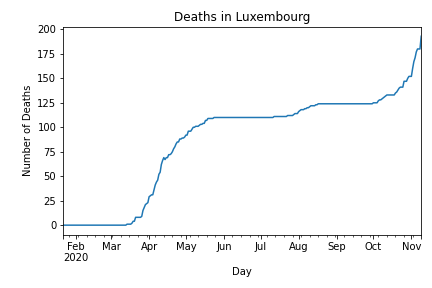 Deaths in Luxembourg
Number of Deaths
200
175
150
125
100
75
50
25
0
Feb Mar Apr May Jun Jul Aug Sep Oct Nov
2020
Day